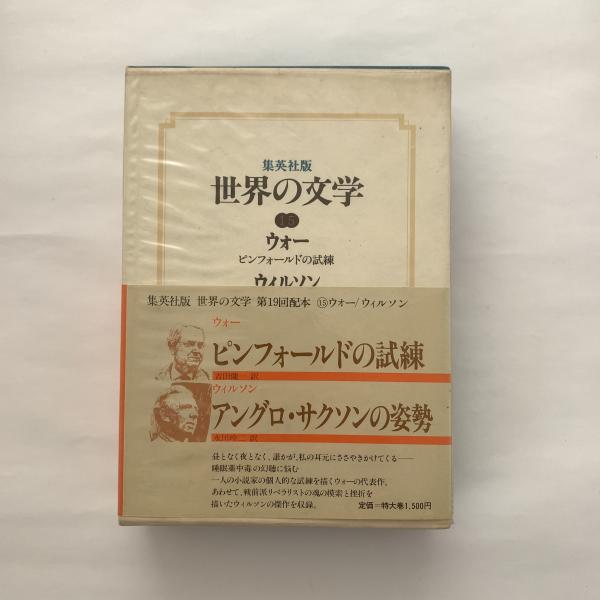 集英社版
世界の文学
15
ウォー
ピンフォールドの試練
ウィルソン
集英社版 世界の文学 第19回配本 ⑮ウォー/ウィルソン
ウォー
ピンフォールドの試練
吉田健一 訳
ウィルソン
アングロ・サクソンの姿勢
永川玲二 訳
昼となく夜となく、誰かが、私の耳元にささやきかけてくる──
睡眠薬中毒の幻聴に悩む
一人の小説家の個人的な試練を描くウォーの代表作。
あわせて、戦前派リベラリストの魂の模索と挫折を
描いたウィルソンの傑作を収録。
定価=特大巻1,500円